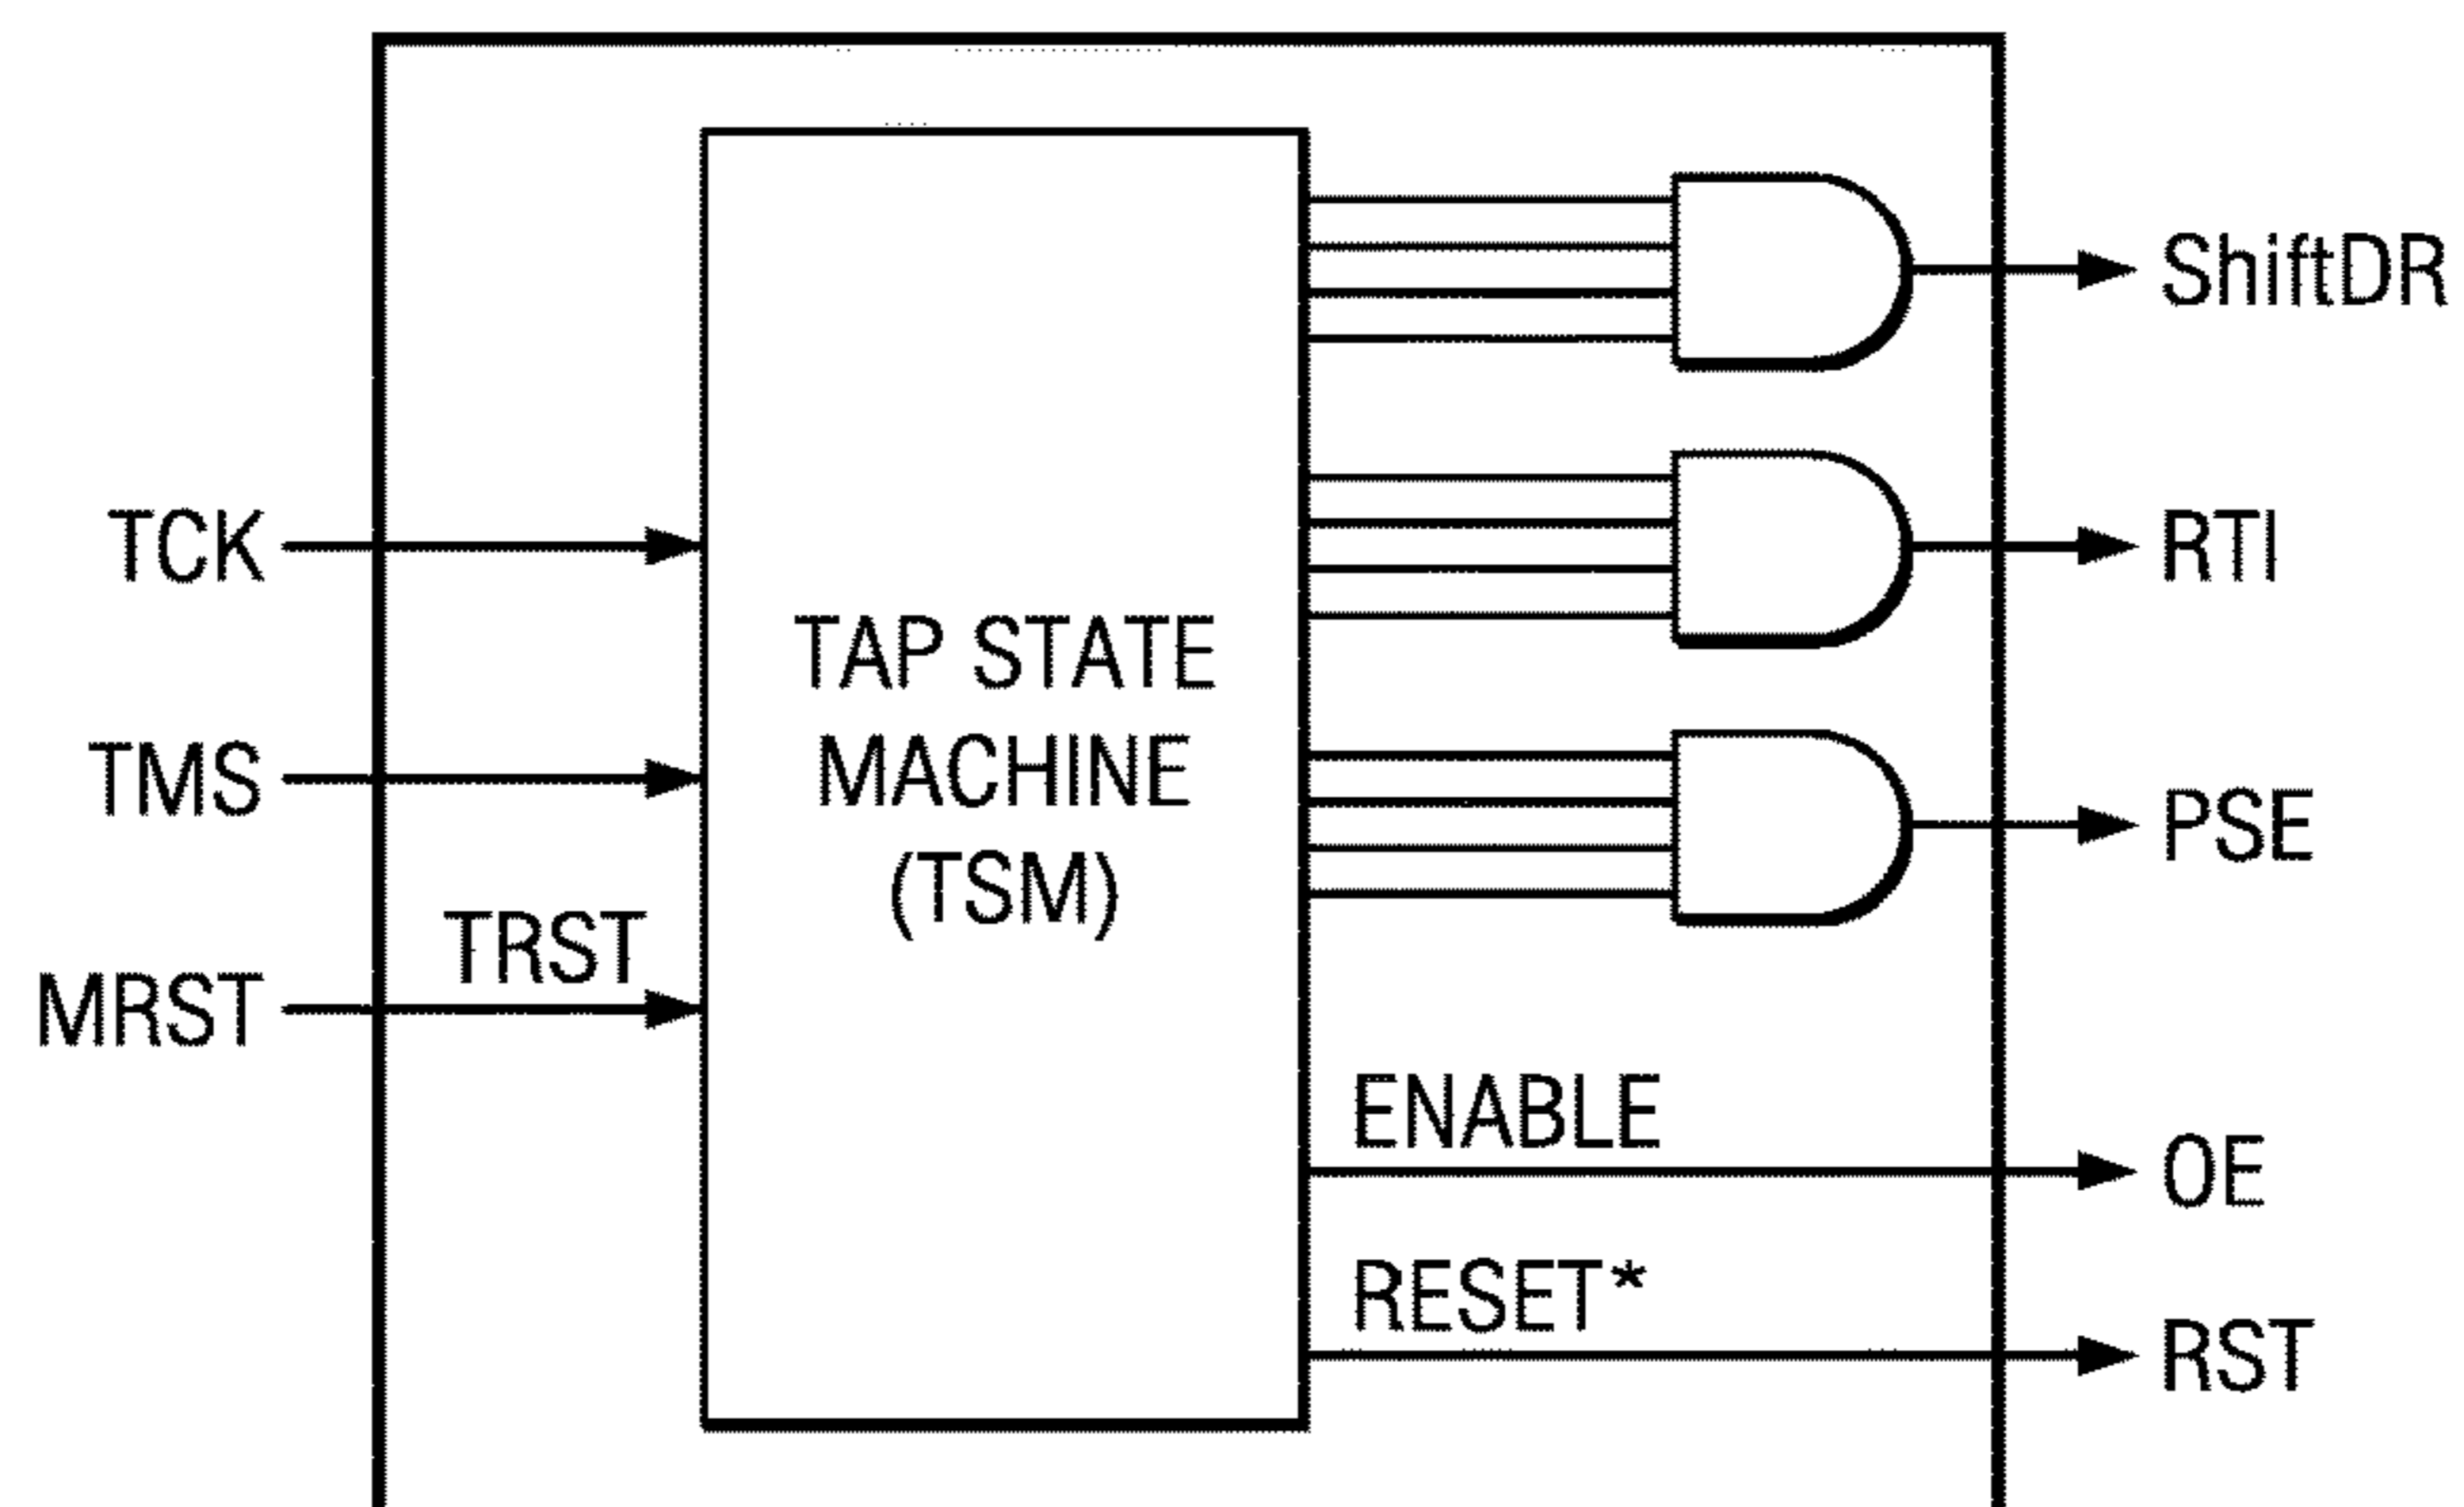 ShiftDR
TCK
RTI
TAP STATE
MACHINE
(TSM)
TMS
PSE
TRST
MRST
ENABLE
OE
RESET*
RST